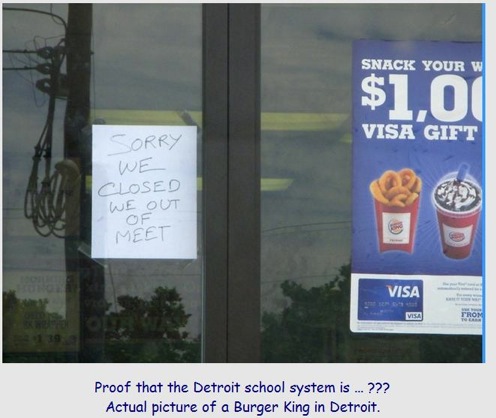 SORRY
WE
CLOSED
WE OUT
OF
MEET
SNACK YOUR W
$1,00
VISA GIFT
VISA
VISA
FROM
Proof that the Detroit school system is ... ???
Actual picture of a Burger King in Detroit.